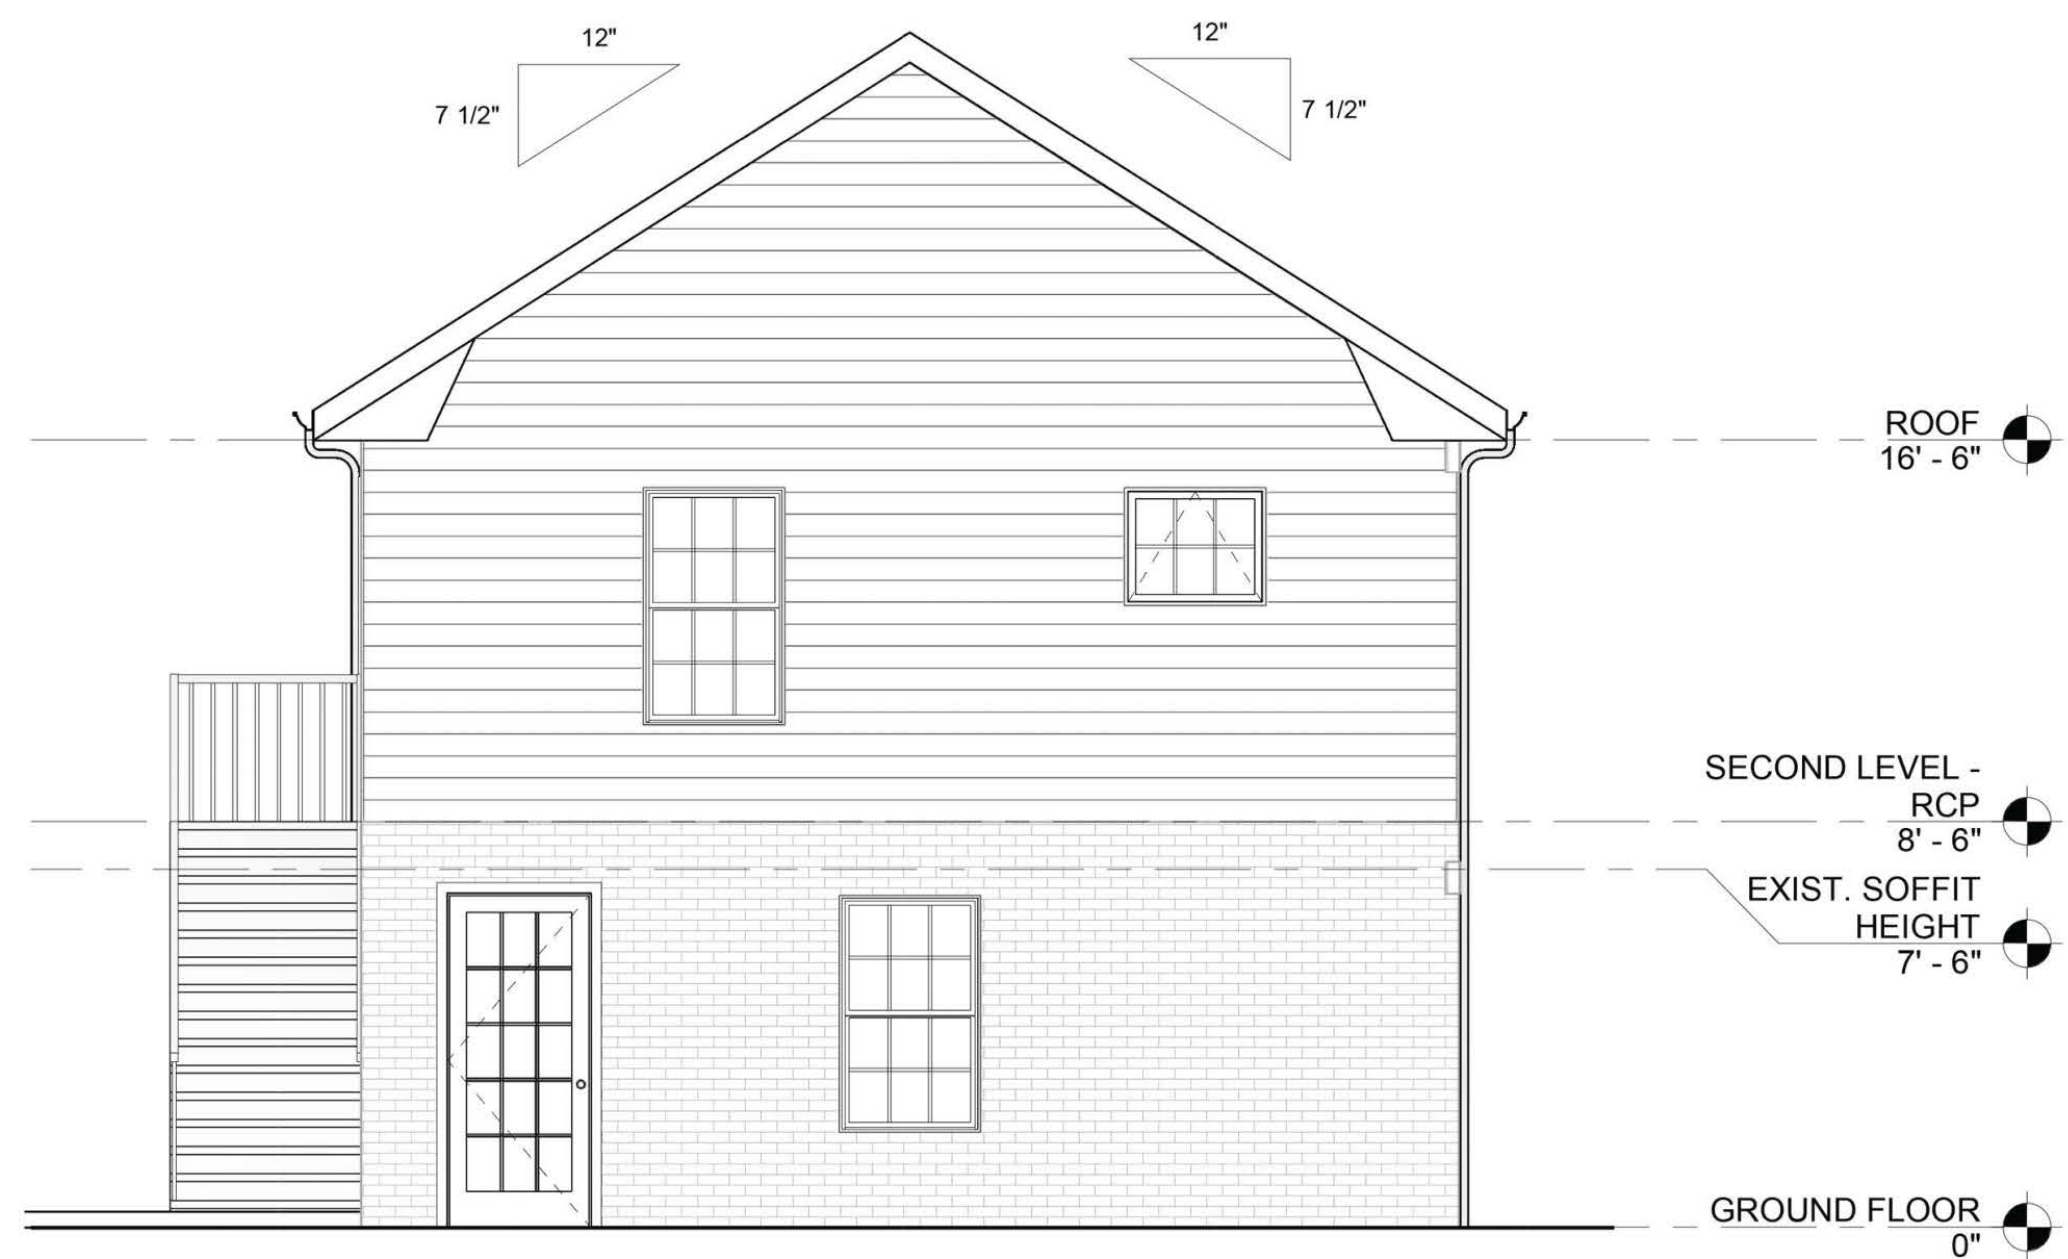 12"
12"
7 1/2"
7 1/2"
ROOF
16' - 6"
SECOND LEVEL -
RCP
8' - 6"
EXIST. SOFFIT
HEIGHT
7' - 6"
GROUND FLOOR
0"